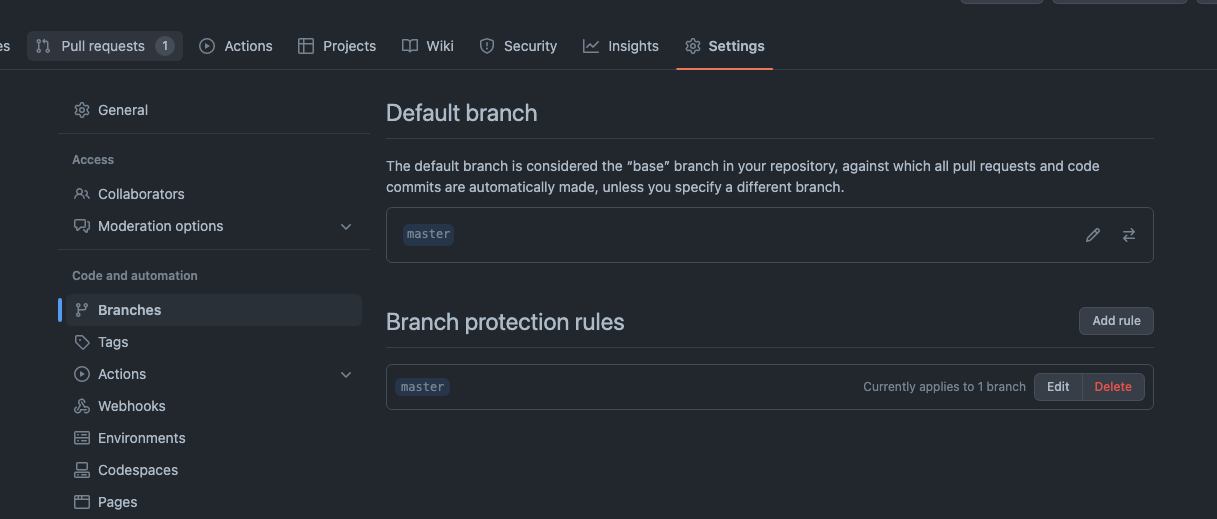 es Pull requests 1 Actions Projects Wiki Security Insights Settings
General
Access
Collaborators
Moderation options
Code and automation
Branches
Tags
Actions
Webhooks
Environments
Codespaces
Pages
Default branch
The default branch is considered the “base” branch in your repository, against which all pull requests and code
commits are automatically made, unless you specify a different branch.
master
Branch protection rules Add rule
master Currently applies to 1 branch Edit Delete